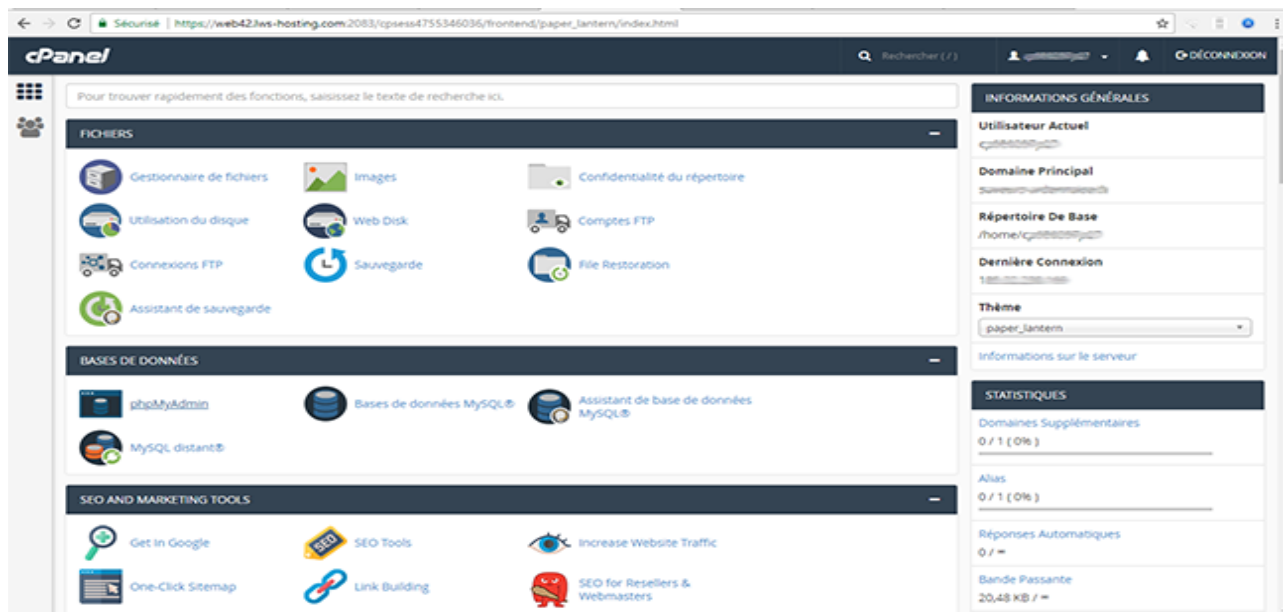 Sécurisé | https://web42.lws-hosting.com:2083/cpsess4755346036/frontend/paper_lantern/index.html
cPanel
Rechercher (/)
DÉCONNEXION
Pour trouver rapidement des fonctions, saisissez le texte de recherche ici.
FICHIERS
Gestionnaire de fichiers
Images
Confidentialité du répertoire
Utilisation du disque
Web Disk
Comptes FTP
Connexions FTP
Sauvegarde
File Restoration
Assistant de sauvegarde
BASES DE DONNÉES
phpMyAdmin
Bases de données MySQL®
Assistant de base de données
MySQL®
MySQL distant®
SEO AND MARKETING TOOLS
Get In Google
SEO Tools
Increase Website Traffic
One-Click Sitemap
Link Building
SEO for Resellers &
Webmasters
INFORMATIONS GÉNÉRALES
Utilisateur Actuel
Domaine Principal
Répertoire De Base
/home/
Dernière Connexion
Thème
paper_lantern
Informations sur le serveur
STATISTIQUES
Domaines Supplémentaires
0 / 1 ( 0% )
Alias
0 / 1 ( 0% )
Réponses Automatiques
0 / ∞
Bande Passante
20,48 KB / ∞